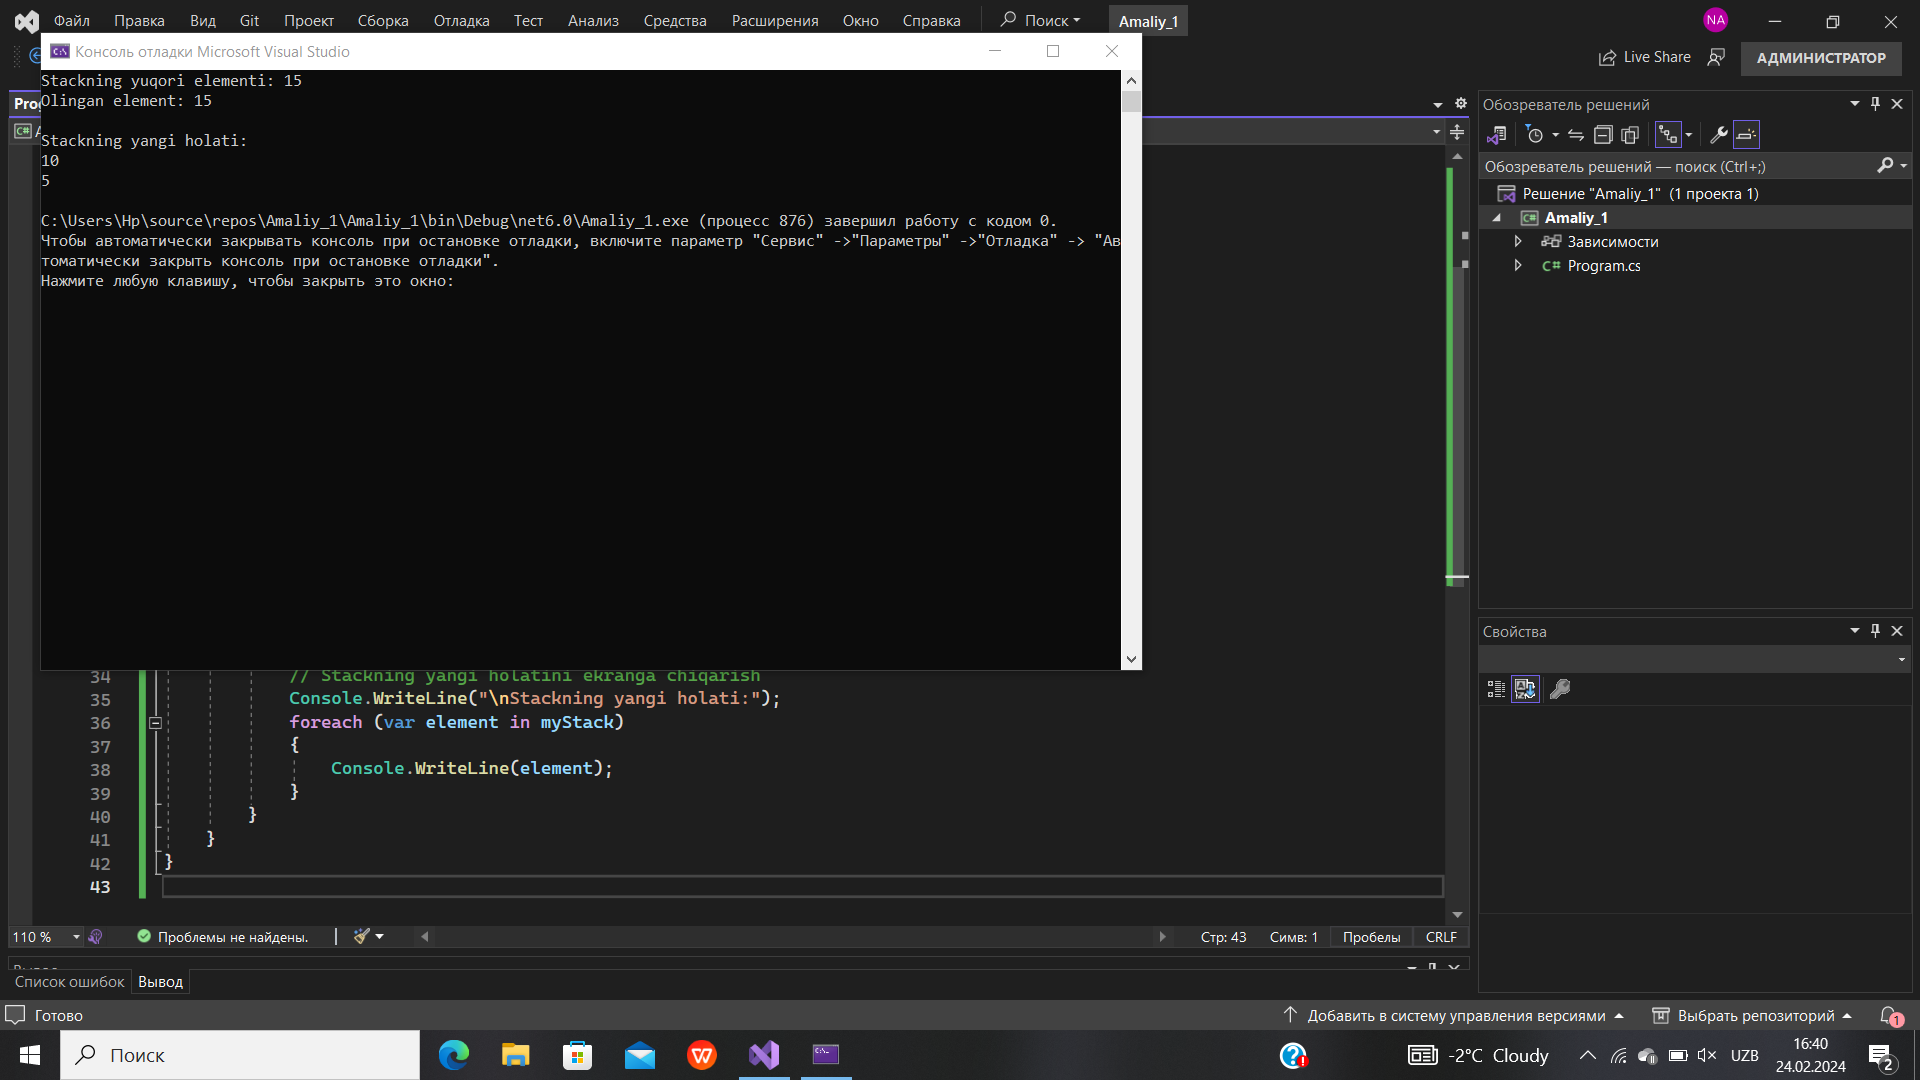 Файл Правка Вид Git Проект Сборка Отладка Тест Анализ Средства Расширения Окно Справка Поиск Amaliy_1 NA
Консоль отладки Microsoft Visual Studio
Live Share АДМИНИСТРАТОР
Stackning yuqori elementi: 15
Olingan element: 15
Stackning yangi holati:
10
5
C:\Users\Hp\source\repos\Amaliy_1\Amaliy_1\bin\Debug\net6.0\Amaliy_1.exe (процесс 876) завершил работу с кодом 0.
Чтобы автоматически закрывать консоль при остановке отладки, включите параметр "Сервис" ->"Параметры" ->"Отладка" -> "Ав
томатически закрыть консоль при остановке отладки".
Нажмите любую клавишу, чтобы закрыть это окно:
Обозреватель решений
Обозреватель решений — поиск (Ctrl+;)
Решение "Amaliy_1" (1 проекта 1)
C# Amaliy_1
Зависимости
C# Program.cs
Свойства
34 // Stackning yangi holatini ekranga chiqarish
35 Console.WriteLine("\nStackning yangi holati:");
36 foreach (var element in myStack)
37 {
38 Console.WriteLine(element);
39 }
40 }
41 }
42 }
43
110 % Проблемы не найдены. Стр: 43 Симв: 1 Пробелы CRLF
Список ошибок Вывод
Готово Добавить в систему управления версиями Выбрать репозиторий 1
Поиск -2°C Cloudy UZB 16:40
24.02.2024 2